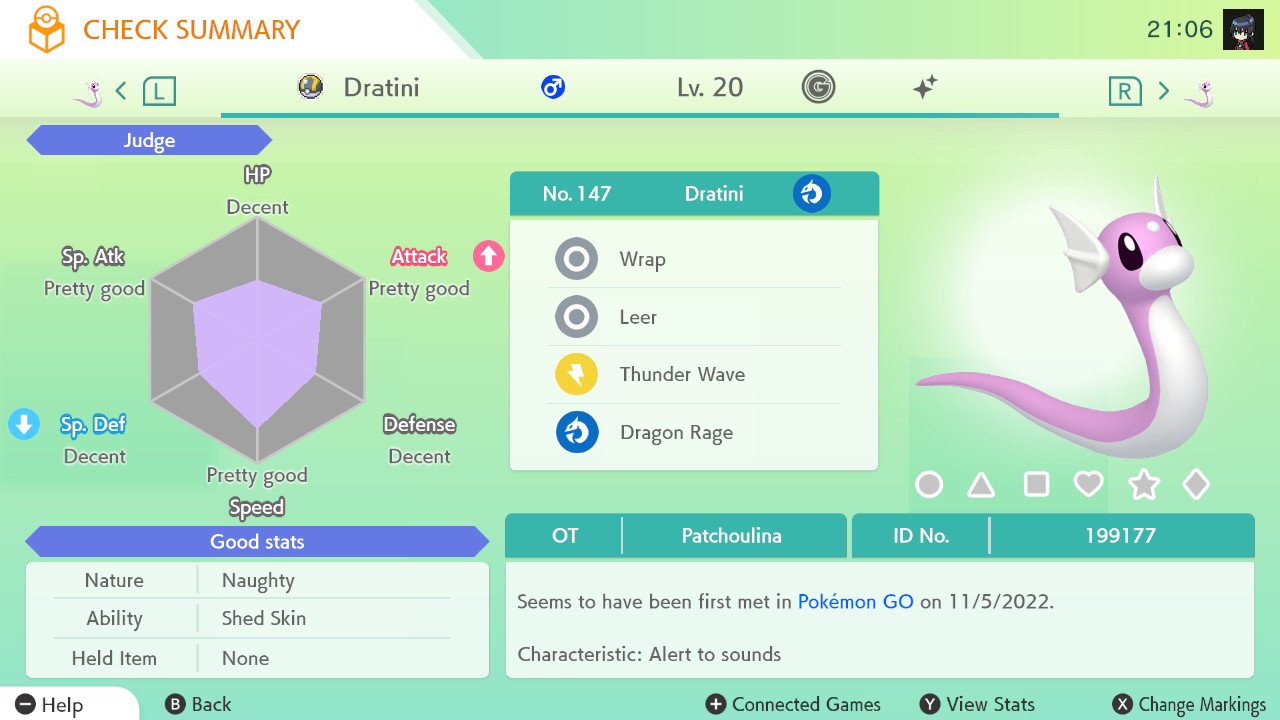 CHECK SUMMARY
21:06
L
Dratini
Lv. 20
G
R
Judge
HP
Decent
Sp. Atk
Pretty good
Attack
Pretty good
Sp. Def
Decent
Defense
Decent
Pretty good
Speed
Good stats
Nature Naughty
Ability Shed Skin
Held Item None
No. 147 Dratini
Wrap
Leer
Thunder Wave
Dragon Rage
OT Patchoulina ID No. 199177
Seems to have been first met in Pokémon GO on 11/5/2022.
Characteristic: Alert to sounds
Help
B Back
Connected Games
Y View Stats
X Change Markings